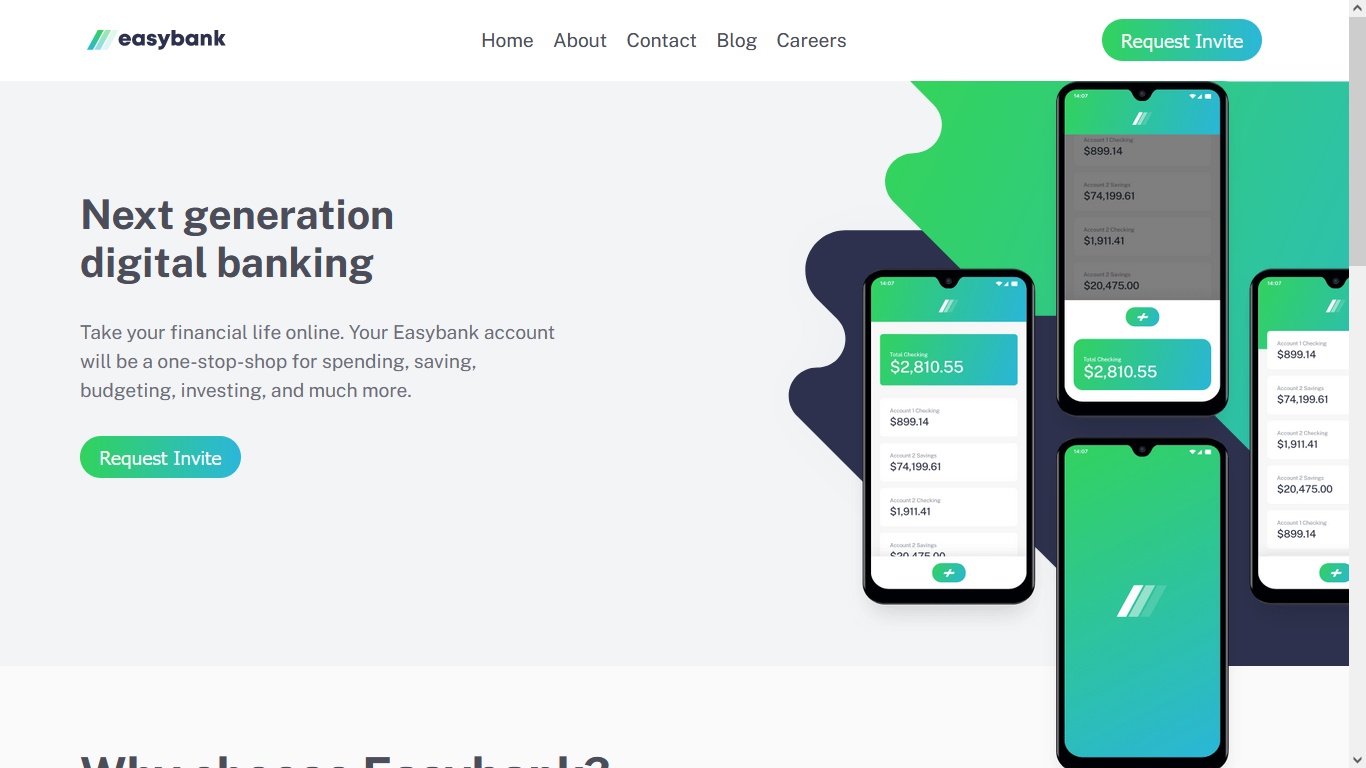 easybank
Home About Contact Blog Careers
Request Invite
Next generation
digital banking
Take your financial life online. Your Easybank account
will be a one-stop-shop for spending, saving,
budgeting, investing, and much more.
Request Invite
14:07
Account 1 Checking
$899.14
Account 2 Savings
$74,199.61
Account 2 Checking
$1,911.41
Account 2 Savings
$20,475.00
Total Checking
$2,810.55
14:07
Total Checking
$2,810.55
Account 1 Checking
$899.14
Account 2 Savings
$74,199.61
Account 2 Checking
$1,911.41
Account 2 Savings
$20,475.00
14:07
Account 1 Checking
$899.14
Account 2 Savings
$74,199.61
Account 2 Checking
$1,911.41
Account 2 Savings
$20,475.00
Account 1 Checking
$899.14
14:07
Why choose Easybank?